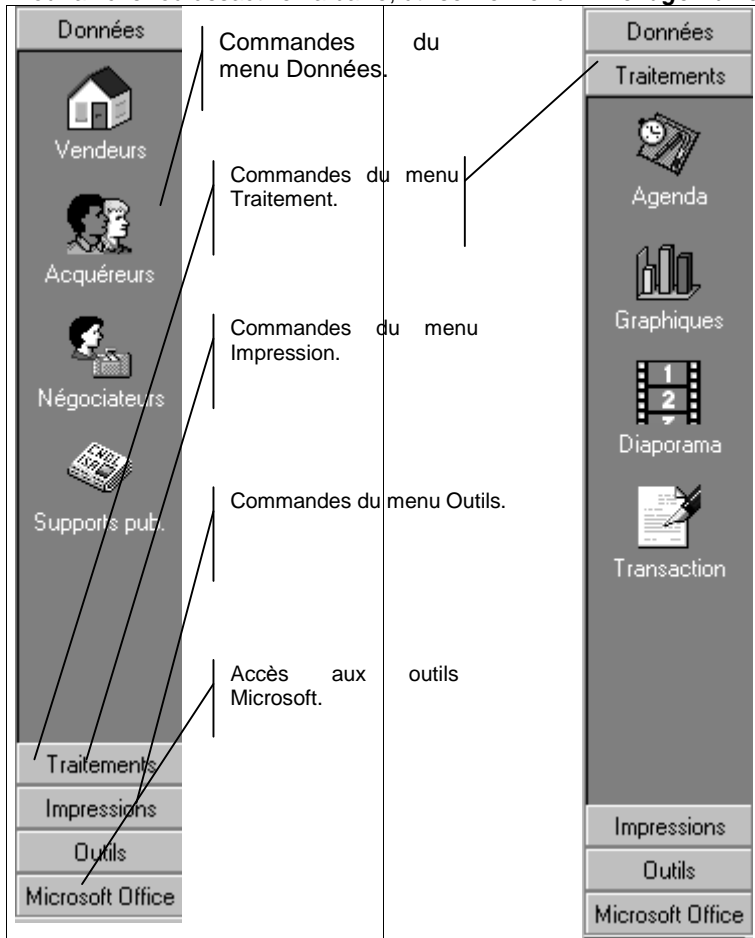 Données
Vendeurs
Acquéreurs
Négociateurs
Supports pub.
Traitements
Impressions
Outils
Microsoft Office
Commandes du
menu Données.
Commandes du menu
Traitement.
Commandes du menu
Impression.
Commandes du menu Outils.
Accès aux outils
Microsoft.
Données
Traitements
Agenda
Graphiques
1
2
Diaporama
Transaction
Impressions
Outils
Microsoft Office